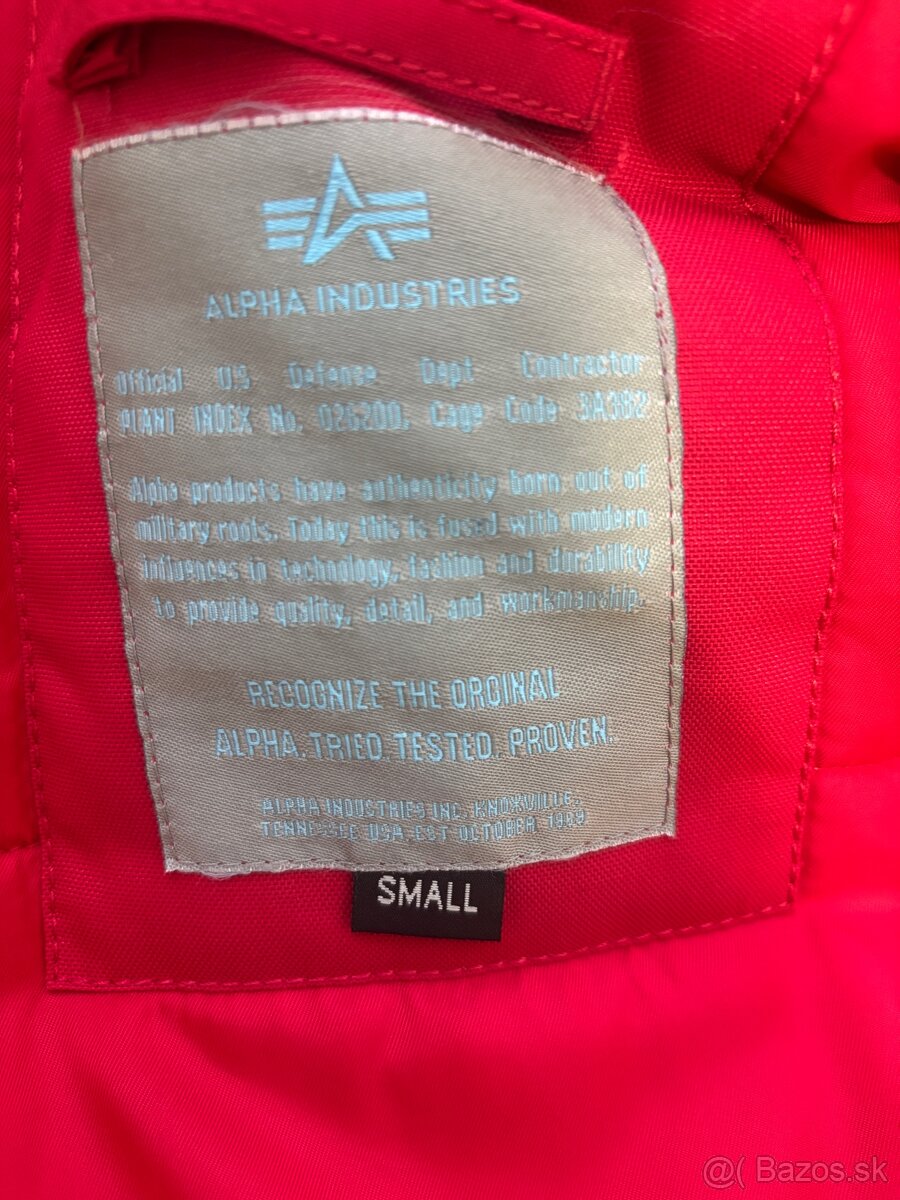 ALPHA INDUSTRIES
Official U.S. Defense Dept Contractor
PLANT INDEX No. 026200. Cage Code 3A382
Alpha products have authenticity born out of
military roots. Today this is fused with modern
influences in technology, fashion and durability
to provide quality, detail, and workmanship.
RECOGNIZE THE ORGINAL
ALPHA. TRIED. TESTED. PROVEN.
ALPHA INDUSTRIES INC. KNOXVILLE,
TENNESSEE USA, EST OCTOBER
SMALL
@( Bazos.sk